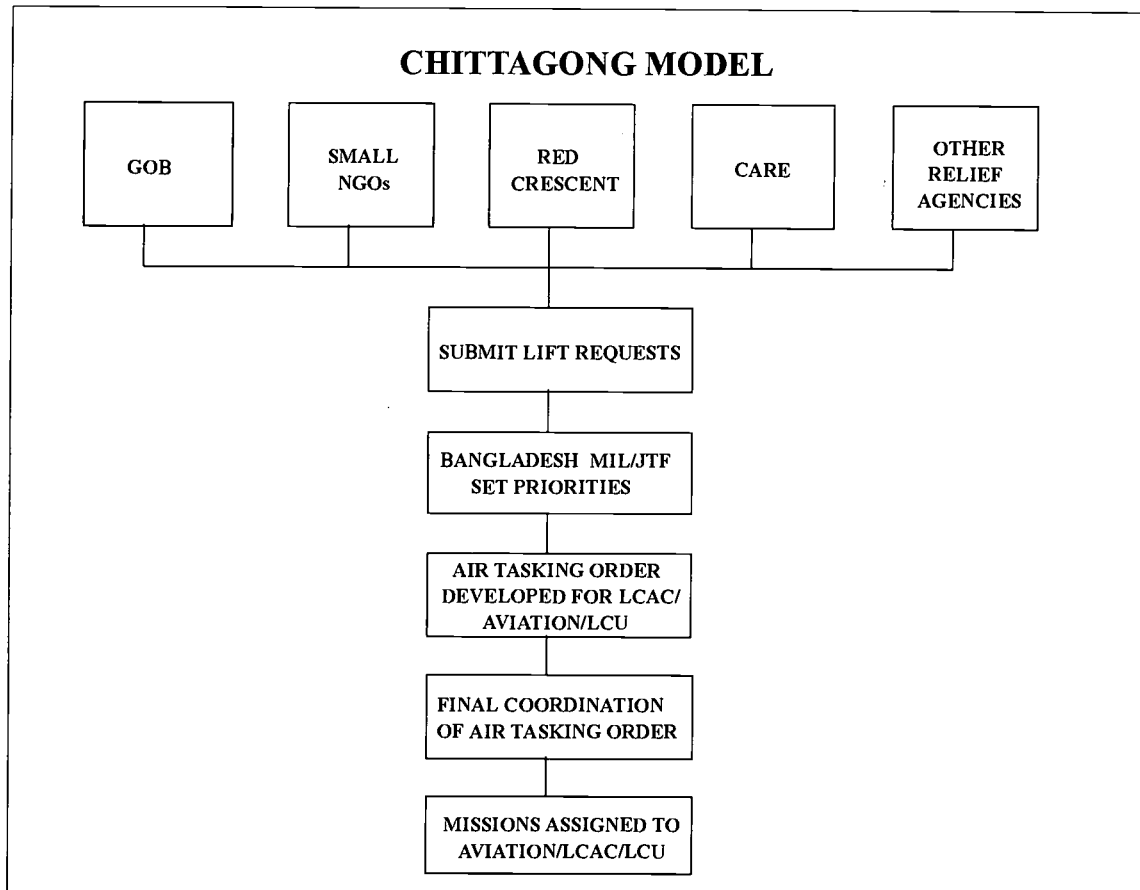 CHITTAGONG MODEL
GOB
SMALL
NGOs
RED
CRESCENT
CARE
OTHER
RELIEF
AGENCIES
SUBMIT LIFT REQUESTS
BANGLADESH MIL/JTF
SET PRIORITIES
AIR TASKING ORDER
DEVELOPED FOR LCAC/
AVIATION/LCU
FINAL COORDINATION
OF AIR TASKING ORDER
MISSIONS ASSIGNED TO
AVIATION/LCAC/LCU